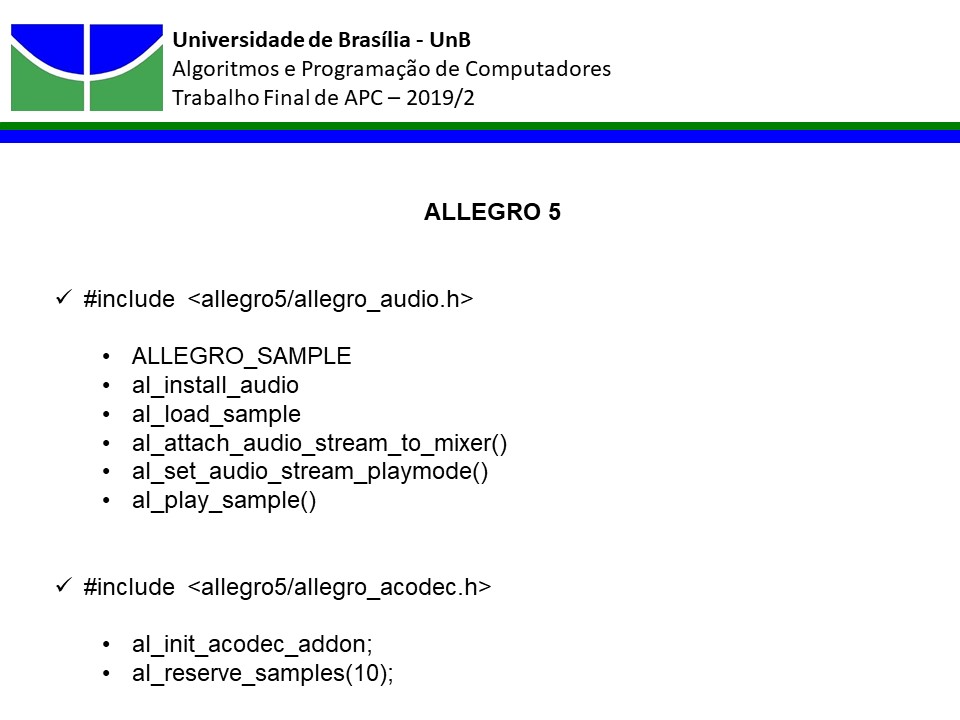 Universidade de Brasília - UnB
Algoritmos e Programação de Computadores
Trabalho Final de APC – 2019/2
ALLEGRO 5
✓ #include <allegro5/allegro_audio.h>
• ALLEGRO_SAMPLE
• al_install_audio
• al_load_sample
• al_attach_audio_stream_to_mixer()
• al_set_audio_stream_playmode()
• al_play_sample()
✓ #include <allegro5/allegro_acodec.h>
• al_init_acodec_addon;
• al_reserve_samples(10);